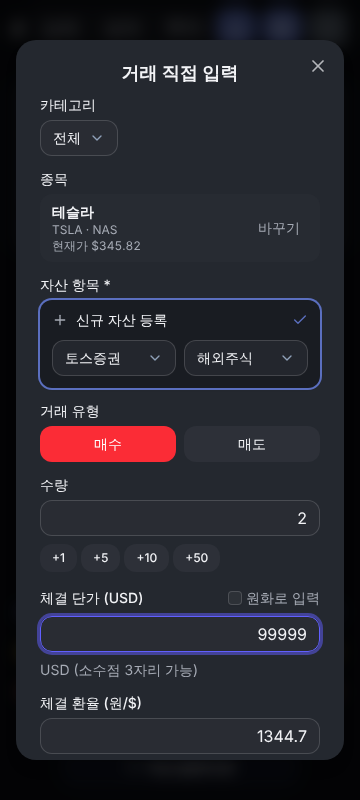 거래 직접 입력
카테고리
전체
종목
테슬라
TSLA · NAS
현재가 $345.82
바꾸기
자산 항목 *
신규 자산 등록
토스증권
해외주식
거래 유형
매수
매도
수량
2
+1
+5
+10
+50
체결 단가 (USD)
원화로 입력
99999
USD (소수점 3자리 가능)
체결 환율 (원/$)
1344.7